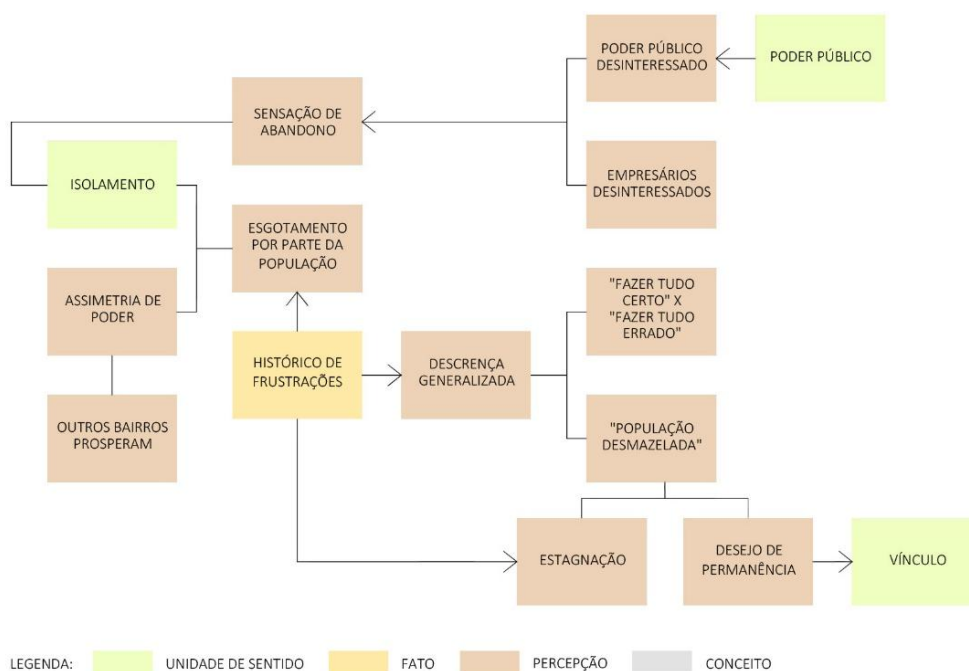 PODER PÚBLICO
DESINTERESSADO
PODER PÚBLICO
SENSAÇÃO DE
ABANDONO
ISOLAMENTO
EMPRESÁRIOS
DESINTERESSADOS
ESGOTAMENTO
POR PARTE DA
POPULAÇÃO
ASSIMETRIA DE
PODER
"FAZER TUDO
CERTO" X
"FAZER TUDO
ERRADO"
HISTÓRICO DE
FRUSTRAÇÕES
DESCRENÇA
GENERALIZADA
OUTROS BAIRROS
PROSPERAM
"POPULAÇÃO
DESMAZELADA"
ESTAGNAÇÃO
DESEJO DE
PERMANÊNCIA
VÍNCULO
LEGENDA: UNIDADE DE SENTIDO FATO PERCEPÇÃO CONCEITO